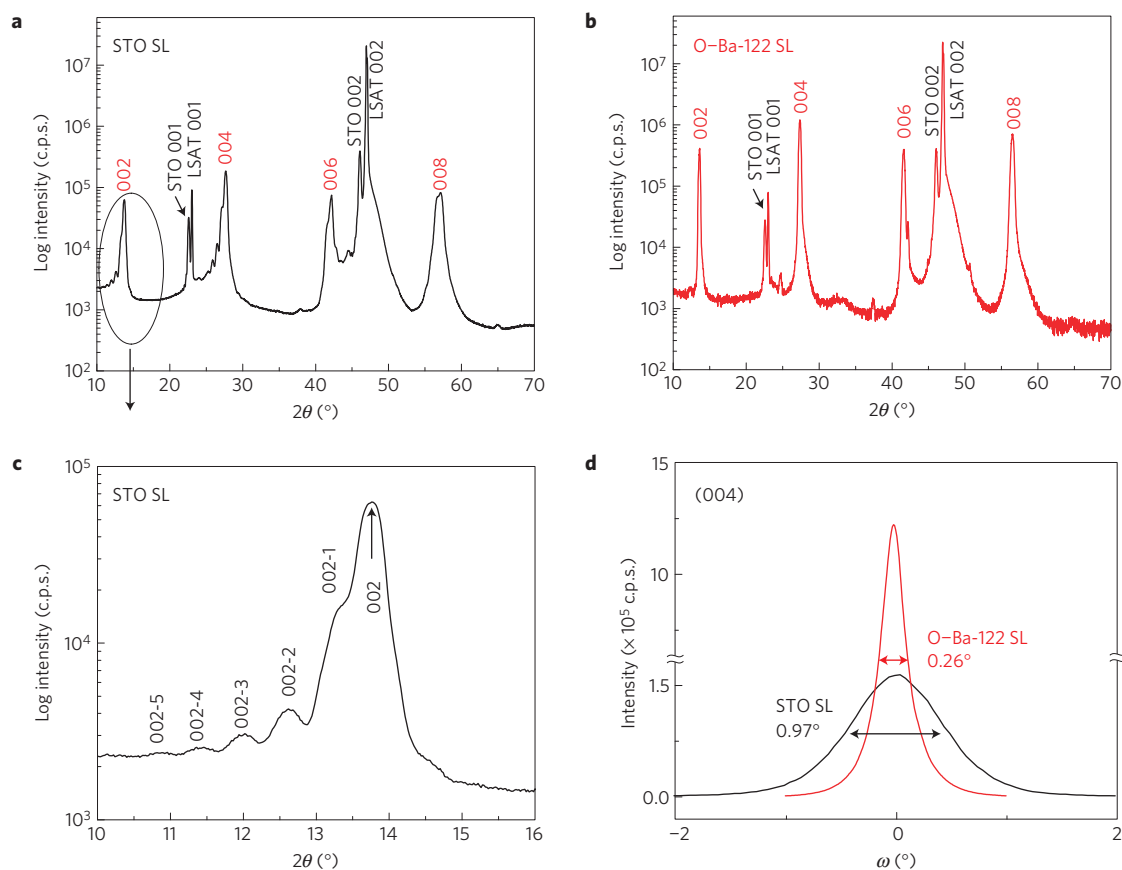 a
STO SL
Log intensity (c.p.s.)
10⁷
10⁶
10⁵
10⁴
10³
10²
002
STO 001
LSAT 001
004
006
STO 002
LSAT 002
008
10 20 30 40 50 60 70
2θ (°)
b
O–Ba-122 SL
Log intensity (c.p.s.)
10⁷
10⁶
10⁵
10⁴
10³
10²
002
STO 001
LSAT 001
004
006
STO 002
LSAT 002
008
10 20 30 40 50 60 70
2θ (°)
c
STO SL
Log intensity (c.p.s.)
10⁵
10⁴
10³
002-5
002-4
002-3
002-2
002-1
002
10 11 12 13 14 15 16
2θ (°)
d
(004)
Intensity (× 10⁵ c.p.s.)
15
10
1.5
0.0
O–Ba-122 SL
0.26°
STO SL
0.97°
−2 0 2
ω (°)